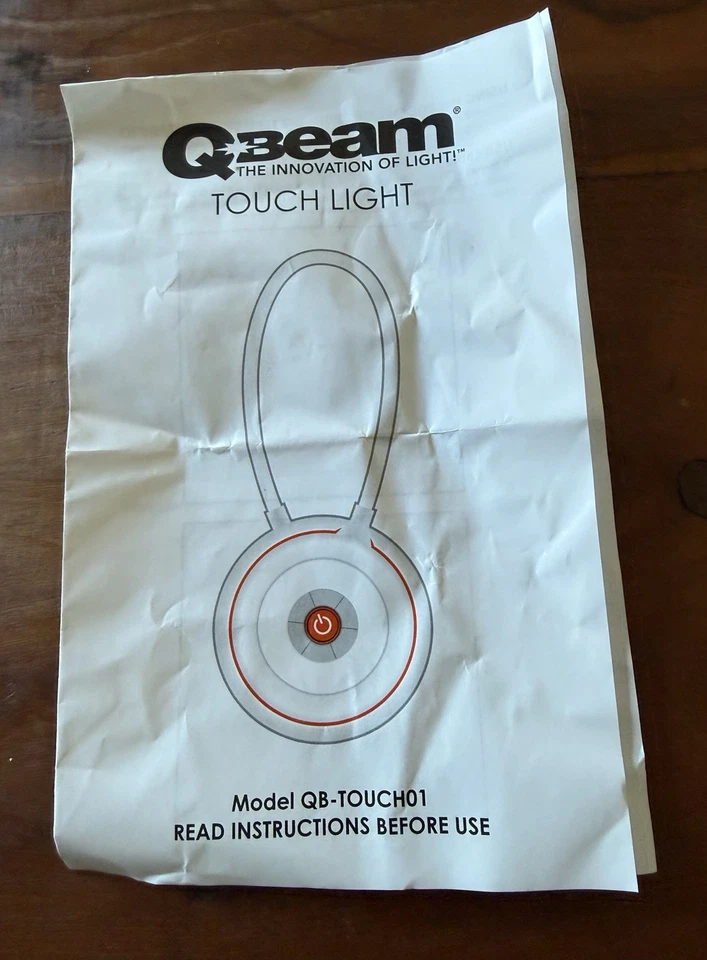 QBeam®
THE INNOVATION OF LIGHT!™
TOUCH LIGHT
Model QB-TOUCH01
READ INSTRUCTIONS BEFORE USE